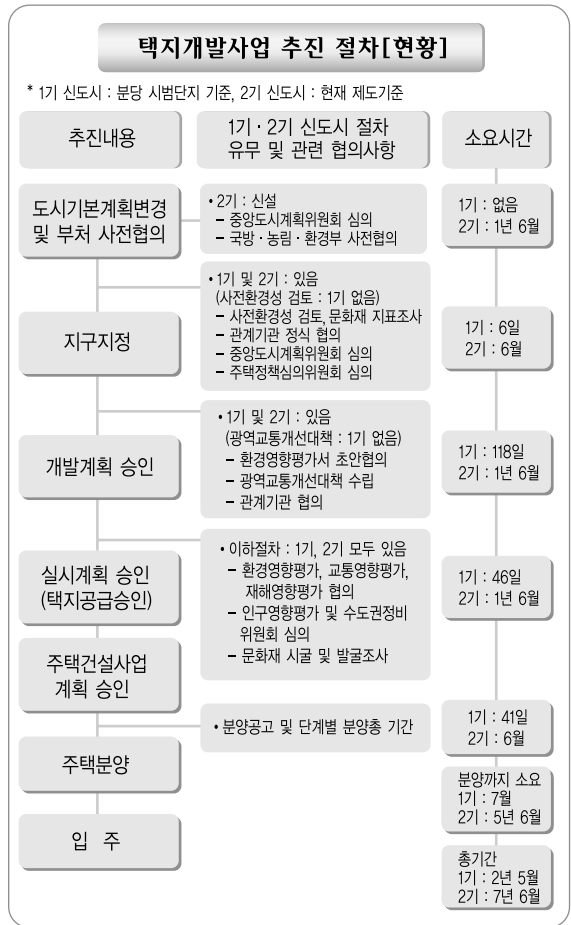 택지개발사업 추진 절차[현황]
* 1기 신도시 : 분당 시범단지 기준, 2기 신도시 : 현재 제도기준
추진내용
1기 · 2기 신도시 절차
유무 및 관련 협의사항
소요시간
도시기본계획변경
및 부처 사전협의
• 2기 : 신설
– 중앙도시계획위원회 심의
– 국방 · 농림 · 환경부 사전협의
1기 : 없음
2기 : 1년 6월
지구지정
• 1기 및 2기 : 있음
(사전환경성 검토 : 1기 없음)
– 사전환경성 검토, 문화재 지표조사
– 관계기관 정식 협의
– 중앙도시계획위원회 심의
– 주택정책심의위원회 심의
1기 : 6일
2기 : 6월
개발계획 승인
• 1기 및 2기 : 있음
(광역교통개선대책 : 1기 없음)
– 환경영향평가서 초안협의
– 광역교통개선대책 수립
– 관계기관 협의
1기 : 118일
2기 : 1년 6월
실시계획 승인
(택지공급승인)
• 이하절차 : 1기, 2기 모두 있음
– 환경영향평가, 교통영향평가,
재해영향평가 협의
– 인구영향평가 및 수도권정비
위원회 심의
– 문화재 시굴 및 발굴조사
1기 : 46일
2기 : 1년 6월
주택건설사업
계획 승인
• 분양공고 및 단계별 분양총 기간
1기 : 41일
2기 : 6월
주택분양
분양까지 소요
1기 : 7월
2기 : 5년 6월
입 주
총기간
1기 : 2년 5월
2기 : 7년 6월